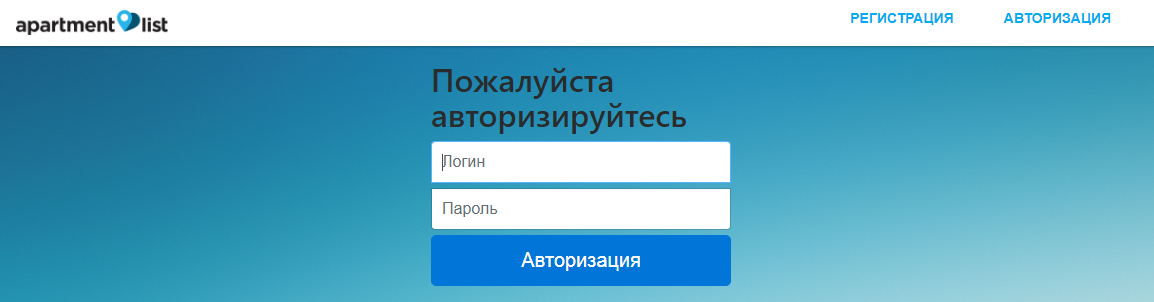 apartment list
РЕГИСТРАЦИЯ
АВТОРИЗАЦИЯ
Пожалуйста
авторизируйтесь
Логин
Пароль
Авторизация